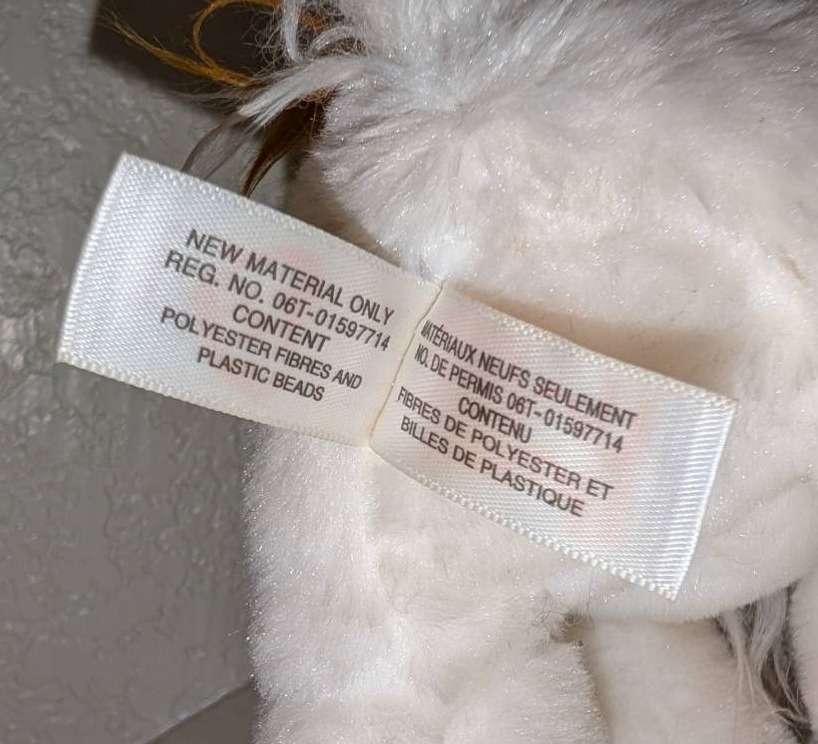 NEW MATERIAL ONLY
REG. NO. 06T-01597714
CONTENT
POLYESTER FIBRES AND
PLASTIC BEADS
MATÉRIAUX NEUFS SEULEMENT
NO. DE PERMIS 06T-01597714
CONTENU
FIBRES DE POLYESTER ET
BILLES DE PLASTIQUE